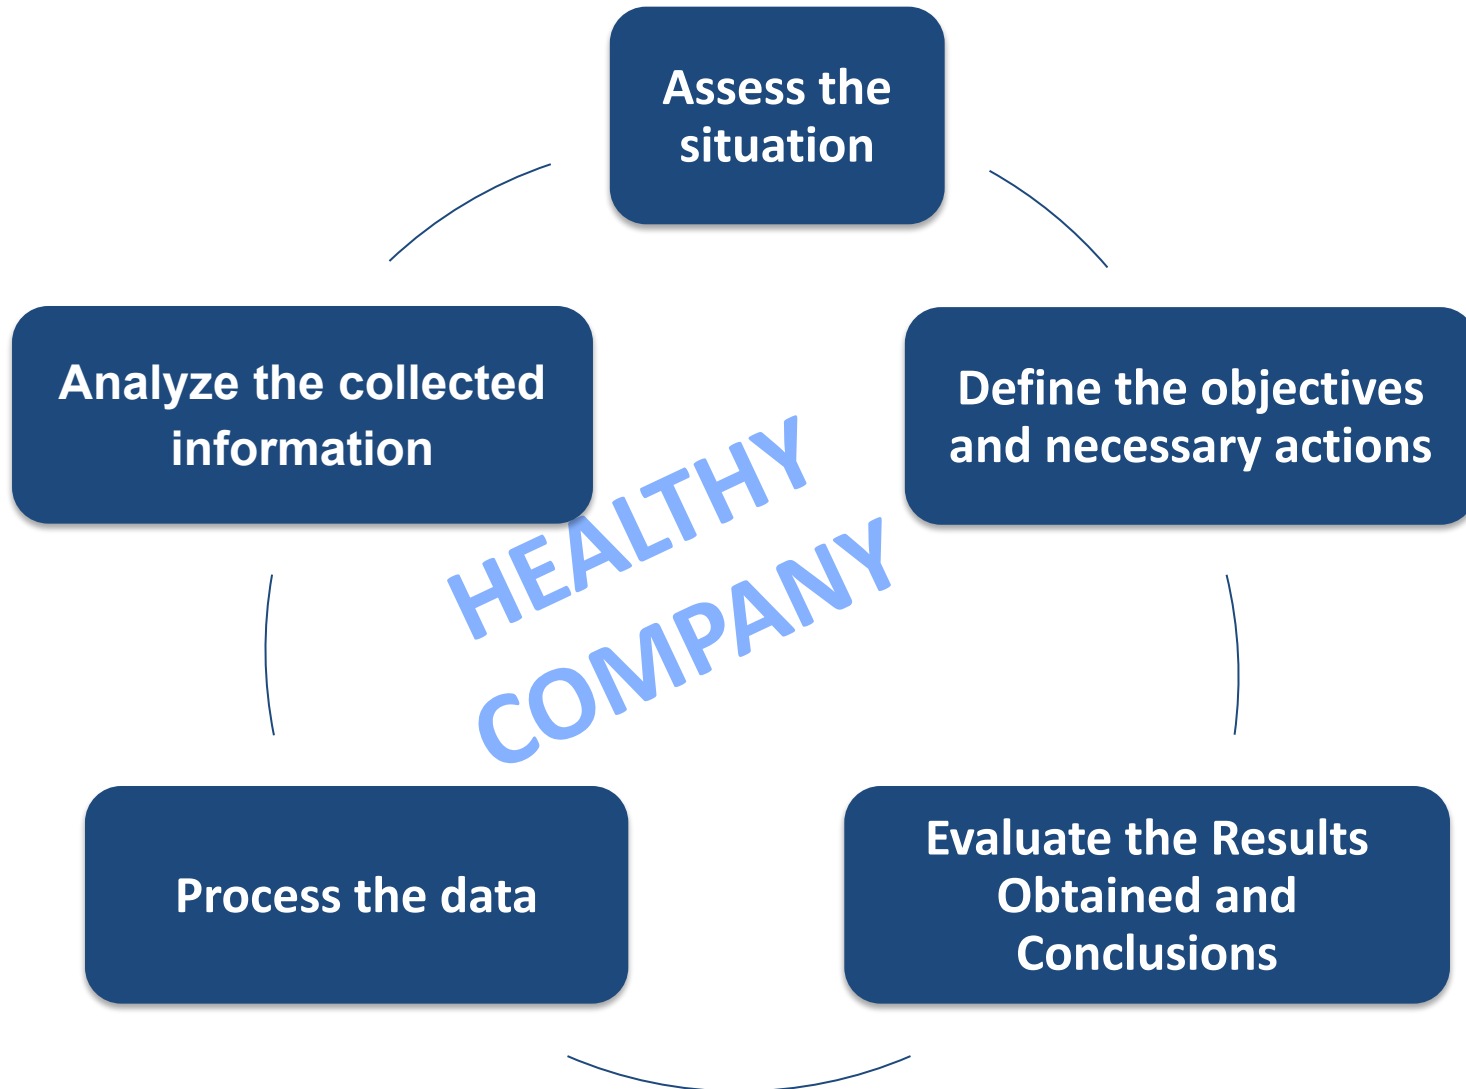 Assess the
situation
Define the objectives
and necessary actions
Evaluate the Results
Obtained and
Conclusions
Process the data
Analyze the collected
information
HEALTHY
COMPANY